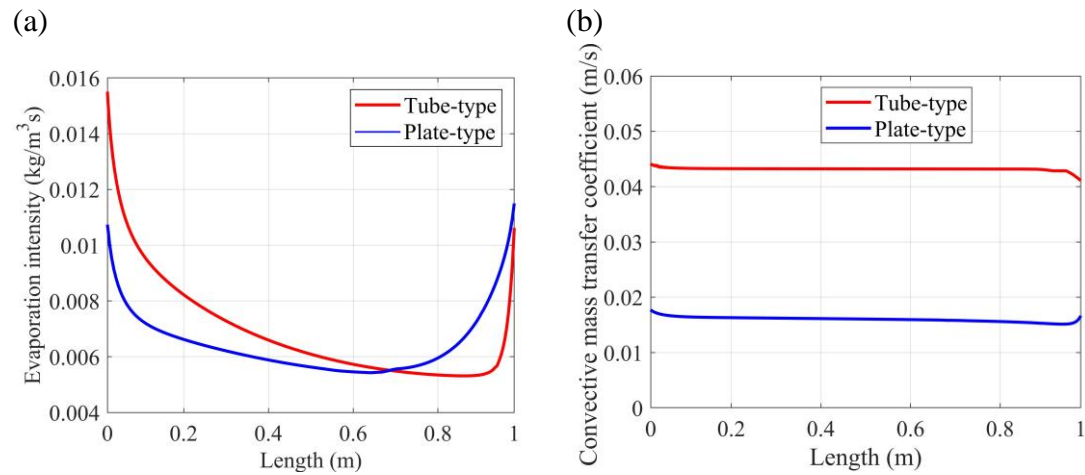 (a)
Evaporation intensity (kg/m³s)
0.016
0.014
0.012
0.01
0.008
0.006
0.004
Tube-type
Plate-type
0 0.2 0.4 0.6 0.8 1
Length (m)
(b)
Convective mass transfer coefficient (m/s)
0.06
0.05
0.04
0.03
0.02
0.01
0
Tube-type
Plate-type
0 0.2 0.4 0.6 0.8 1
Length (m)